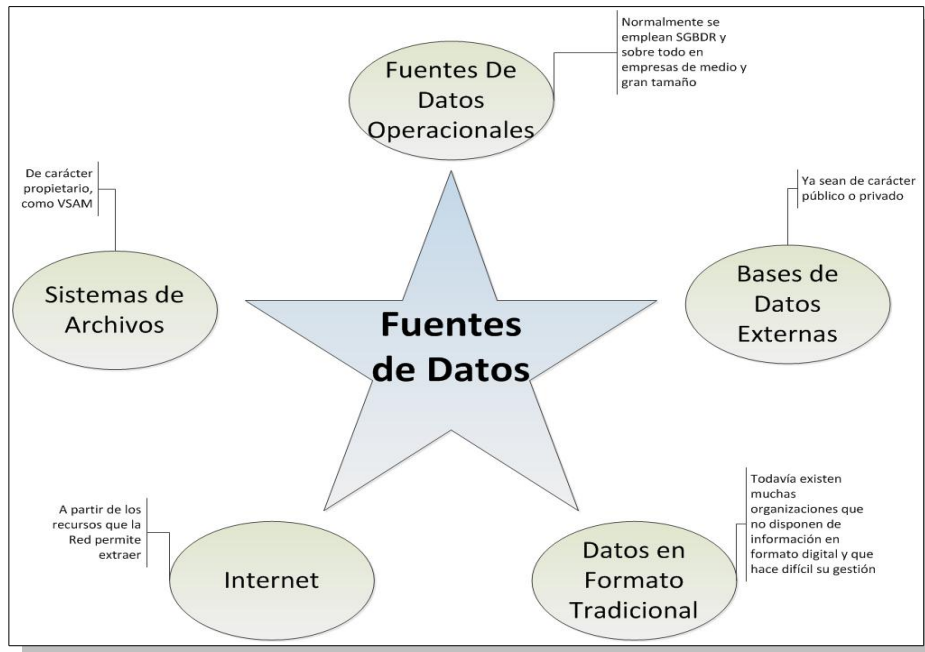 Normalmente se
emplean SGBDR y
sobre todo en
empresas de medio y
gran tamaño
Fuentes De
Datos
Operacionales
De carácter
propietario,
como VSAM
Ya sean de carácter
público o privado
Sistemas de
Archivos
Bases de
Datos
Externas
Fuentes
de Datos
A partir de los
recursos que la
Red permite
extraer
Internet
Todavía existen
muchas
organizaciones que
no disponen de
información en
formato digital y que
hace difícil su gestión
Datos en
Formato
Tradicional